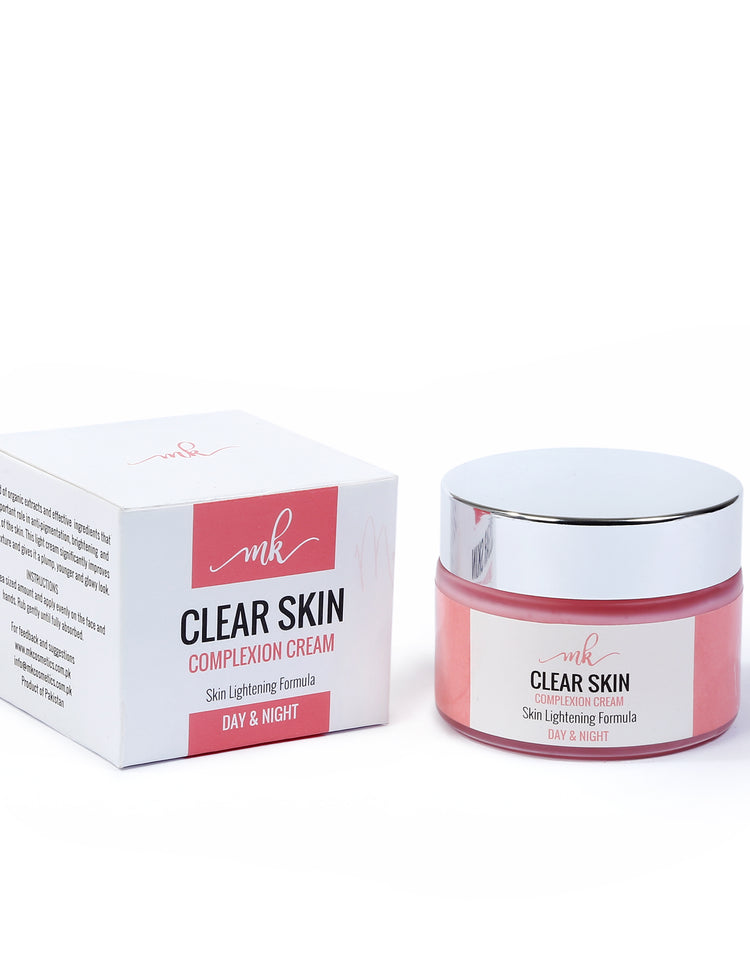 mk
d of organic extracts and effective ingredients that
portant role in anti-pigmentation, brightening, and
of the skin. This light cream significantly improves
xture and gives it a plump, younger and glowy look.
INSTRUCTIONS
ea sized amount and apply evenly on the face and
hands. Rub gently until fully absorbed.
For feedback and suggestions
www.mkcosmetics.com.pk
info@mkcosmetics.com.pk
Product of Pakistan
mk
CLEAR SKIN
COMPLEXION CREAM
Skin Lightening Formula
DAY & NIGHT
mk
CLEAR SKIN
COMPLEXION CREAM
Skin Lightening Formula
DAY & NIGHT